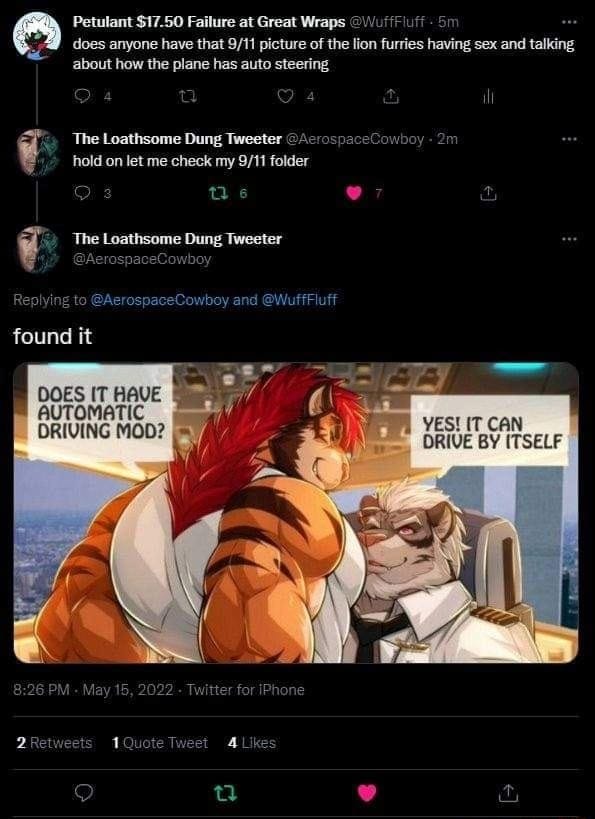 Petulant $17.50 Failure at Great Wraps @WuffFluff · 5m
does anyone have that 9/11 picture of the lion furries having sex and talking
about how the plane has auto steering
4
4
The Loathsome Dung Tweeter @AerospaceCowboy · 2m
hold on let me check my 9/11 folder
3
6
7
The Loathsome Dung Tweeter
@AerospaceCowboy
Replying to @AerospaceCowboy and @WuffFluff
found it
DOES IT HAVE
AUTOMATIC
DRIVING MOD?
YES! IT CAN
DRIVE BY ITSELF
8:26 PM · May 15, 2022 · Twitter for iPhone
2 Retweets 1 Quote Tweet 4 Likes